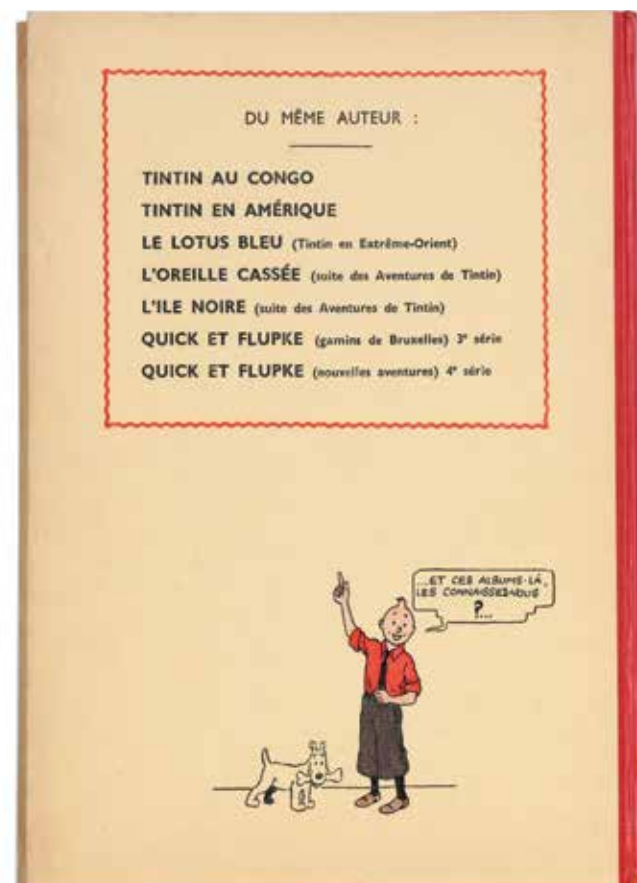 DU MÊME AUTEUR :
TINTIN AU CONGO
TINTIN EN AMÉRIQUE
LE LOTUS BLEU (Tintin en Extrême-Orient)
L'OREILLE CASSÉE (suite des Aventures de Tintin)
L'ILE NOIRE (suite des Aventures de Tintin)
QUICK ET FLUPKE (gamins de Bruxelles) 3e série
QUICK ET FLUPKE (nouvelles aventures) 4e série
...ET CES ALBUMS-LÀ,
LES CONNAISSEZ-VOUS
?...